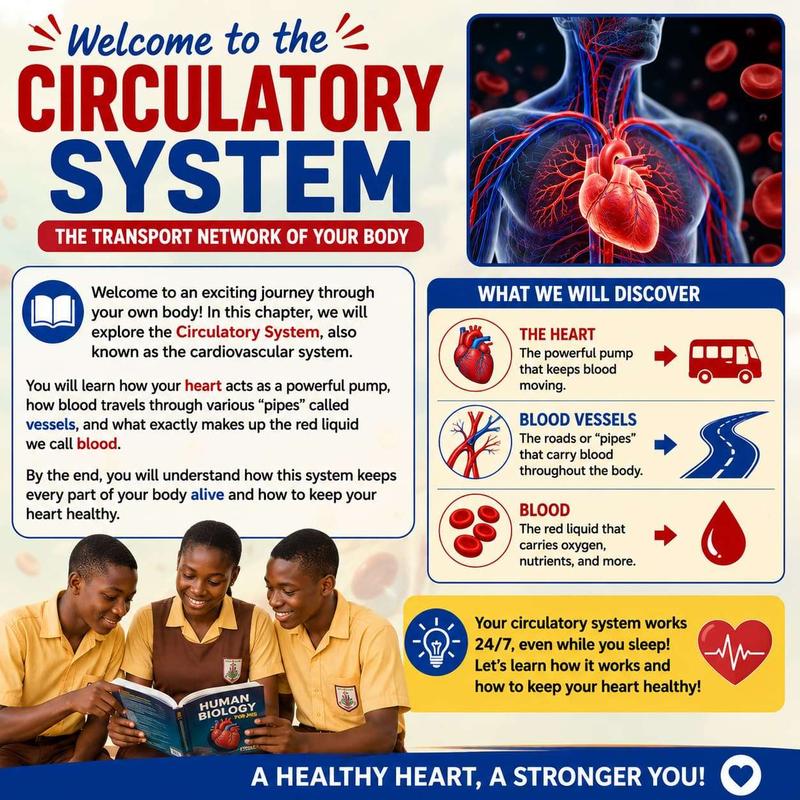 Welcome to the
CIRCULATORY
SYSTEM
THE TRANSPORT NETWORK OF YOUR BODY
Welcome to an exciting journey through
your own body! In this chapter, we will
explore the Circulatory System, also
known as the cardiovascular system.
You will learn how your heart acts as a powerful pump,
how blood travels through various “pipes” called
vessels, and what exactly makes up the red liquid
we call blood.
By the end, you will understand how this system keeps
every part of your body alive and how to keep your
heart healthy.
WHAT WE WILL DISCOVER
THE HEART
The powerful pump
that keeps blood
moving.
BLOOD VESSELS
The roads or “pipes”
that carry blood
throughout the body.
BLOOD
The red liquid that
carries oxygen,
nutrients, and more.
Your circulatory system works
24/7, even while you sleep!
Let’s learn how it works and
how to keep your heart healthy!
HUMAN
BIOLOGY
A HEALTHY HEART, A STRONGER YOU!